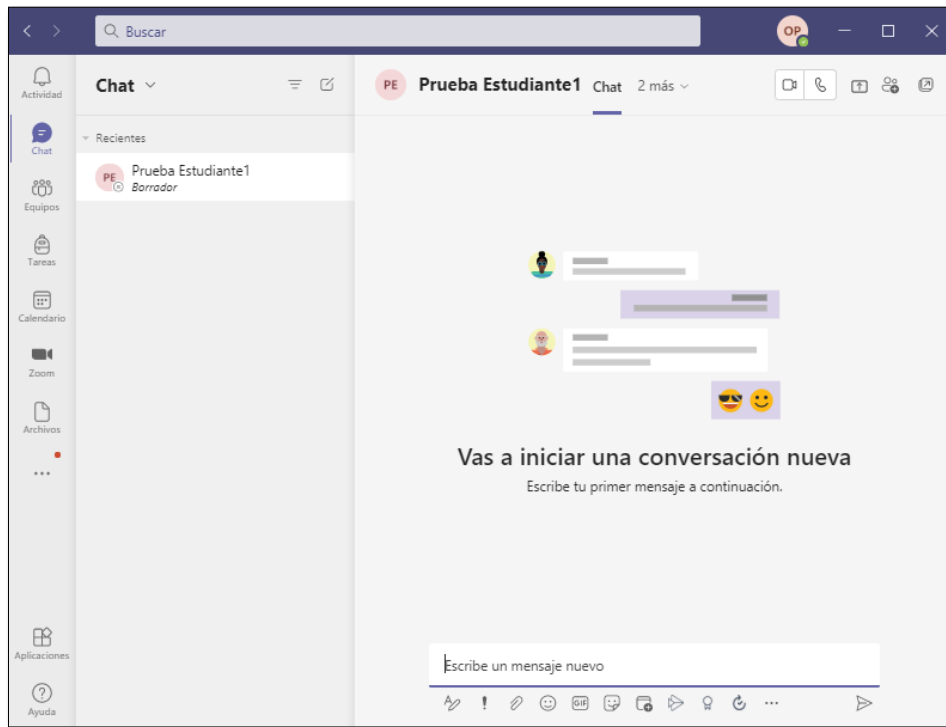 Buscar
OP
Actividad
Chat
Equipos
Tareas
Calendario
Zoom
Archivos
Aplicaciones
Ayuda
Chat
Recientes
PE
Prueba Estudiante1
Borrador
PE Prueba Estudiante1 Chat 2 más
Vas a iniciar una conversación nueva
Escribe tu primer mensaje a continuación.
Escribe un mensaje nuevo
GIF